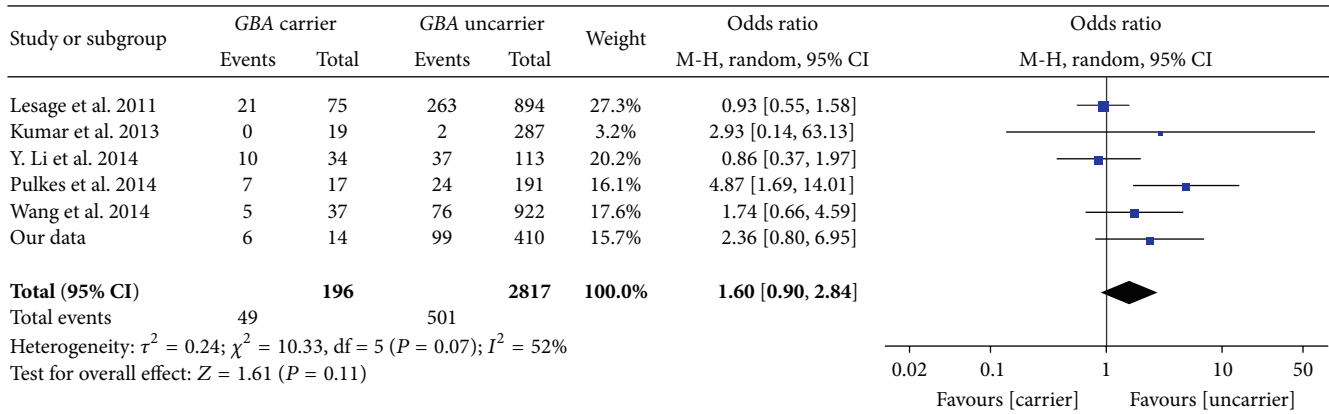 Study or subgroup GBA carrier GBA uncarrier Weight Odds ratio Odds ratio
Events Total Events Total M-H, random, 95% CI M-H, random, 95% CI
Lesage et al. 2011 21 75 263 894 27.3% 0.93 [0.55, 1.58]
Kumar et al. 2013 0 19 2 287 3.2% 2.93 [0.14, 63.13]
Y. Li et al. 2014 10 34 37 113 20.2% 0.86 [0.37, 1.97]
Pulkes et al. 2014 7 17 24 191 16.1% 4.87 [1.69, 14.01]
Wang et al. 2014 5 37 76 922 17.6% 1.74 [0.66, 4.59]
Our data 6 14 99 410 15.7% 2.36 [0.80, 6.95]
Total (95% CI) 196 2817 100.0% 1.60 [0.90, 2.84]
Total events 49 501
Heterogeneity: τ² = 0.24; χ² = 10.33, df = 5 (P = 0.07); I² = 52%
Test for overall effect: Z = 1.61 (P = 0.11)
0.02 0.1 1 10 50
Favours [carrier] Favours [uncarrier]